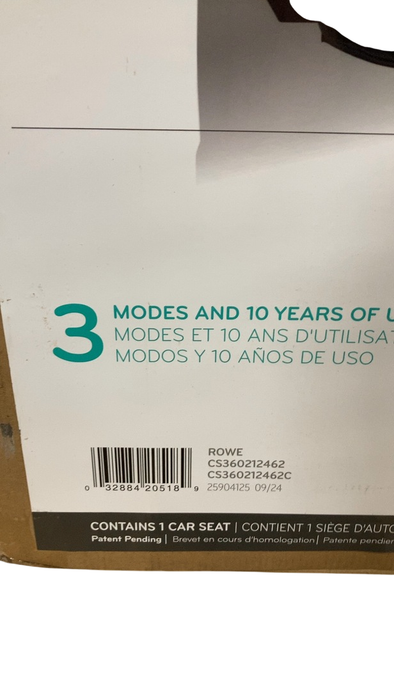 3
MODES AND 10 YEARS OF
MODES ET 10 ANS D'UTILISA
MODOS Y 10 AÑOS DE USO
ROWE
CS360212462
CS360212462C
25904125 09/24
0 32884 20518 9
CONTAINS 1 CAR SEAT | CONTIENT 1 SIÈGE D'AUTO
Patent Pending | Brevet en cours d'homologation | Patente pendien